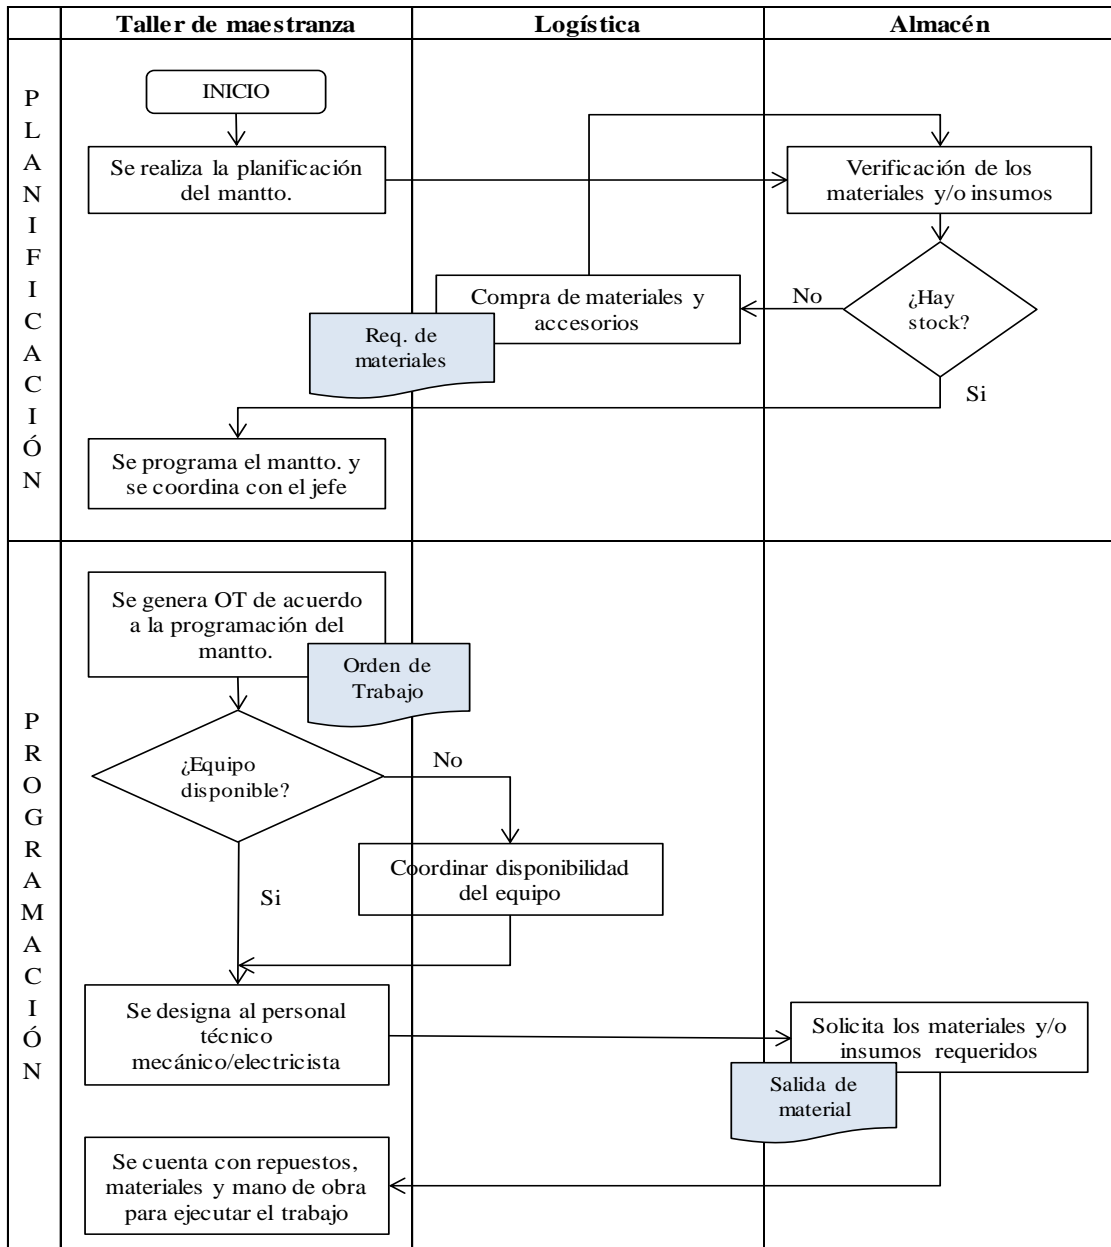 Taller de maestranza
Logística
Almacén
PLANIFICACIÓN
INICIO
Se realiza la planificación
del mantto.
Verificación de los
materiales y/o insumos
Compra de materiales y
accesorios
No
¿Hay
stock?
Req. de
materiales
Si
Se programa el mantto. y
se coordina con el jefe
PROGRAMACIÓN
Se genera OT de acuerdo
a la programación del
mantto.
Orden de
Trabajo
¿Equipo
disponible?
No
Coordinar disponibilidad
del equipo
Si
Se designa al personal
técnico
mecánico/electricista
Solicita los materiales y/o
insumos requeridos
Salida de
material
Se cuenta con repuestos,
materiales y mano de obra
para ejecutar el trabajo